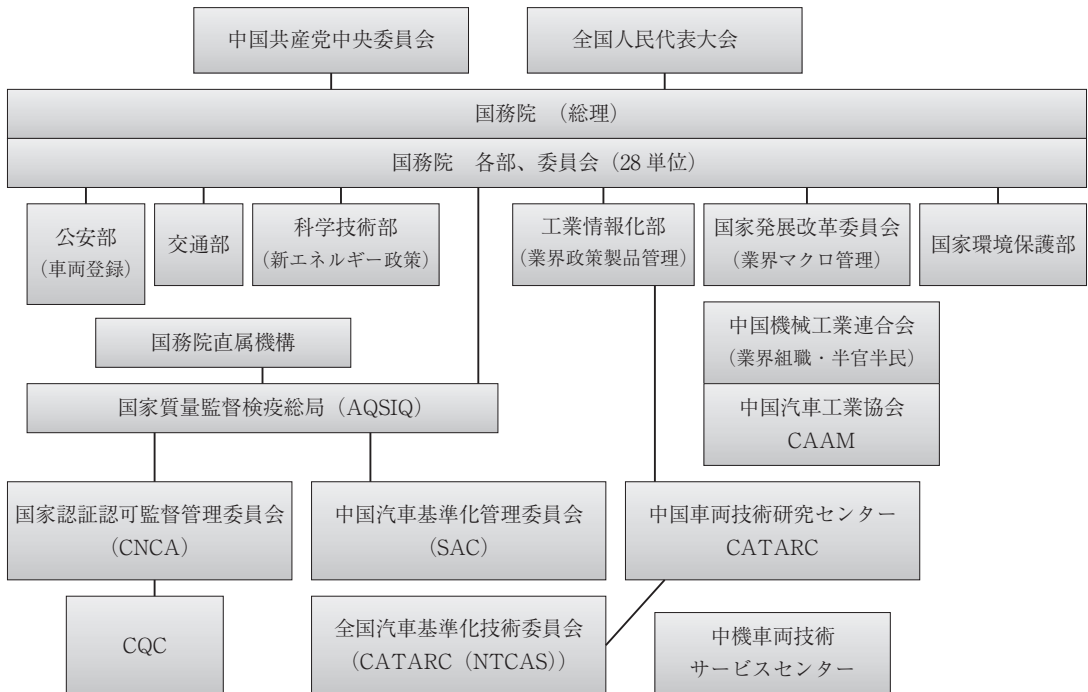 中国共産党中央委員会
全国人民代表大会
国務院　（総理）
国務院　各部、委員会（28 単位）
公安部
（車両登録）
交通部
科学技術部
（新エネルギー政策）
工業情報化部
（業界政策製品管理）
国家発展改革委員会
（業界マクロ管理）
国家環境保護部
国務院直属機構
中国機械工業連合会
（業界組職・半官半民）
国家質量監督検疫総局（AQSIQ）
中国汽車工業協会
CAAM
国家認証認可監督管理委員会
（CNCA）
中国汽車基準化管理委員会
(SAC)
中国車両技術研究センター
CATARC
CQC
全国汽車基準化技術委員会
（CATARC（NTCAS））
中機車両技術
サービスセンター